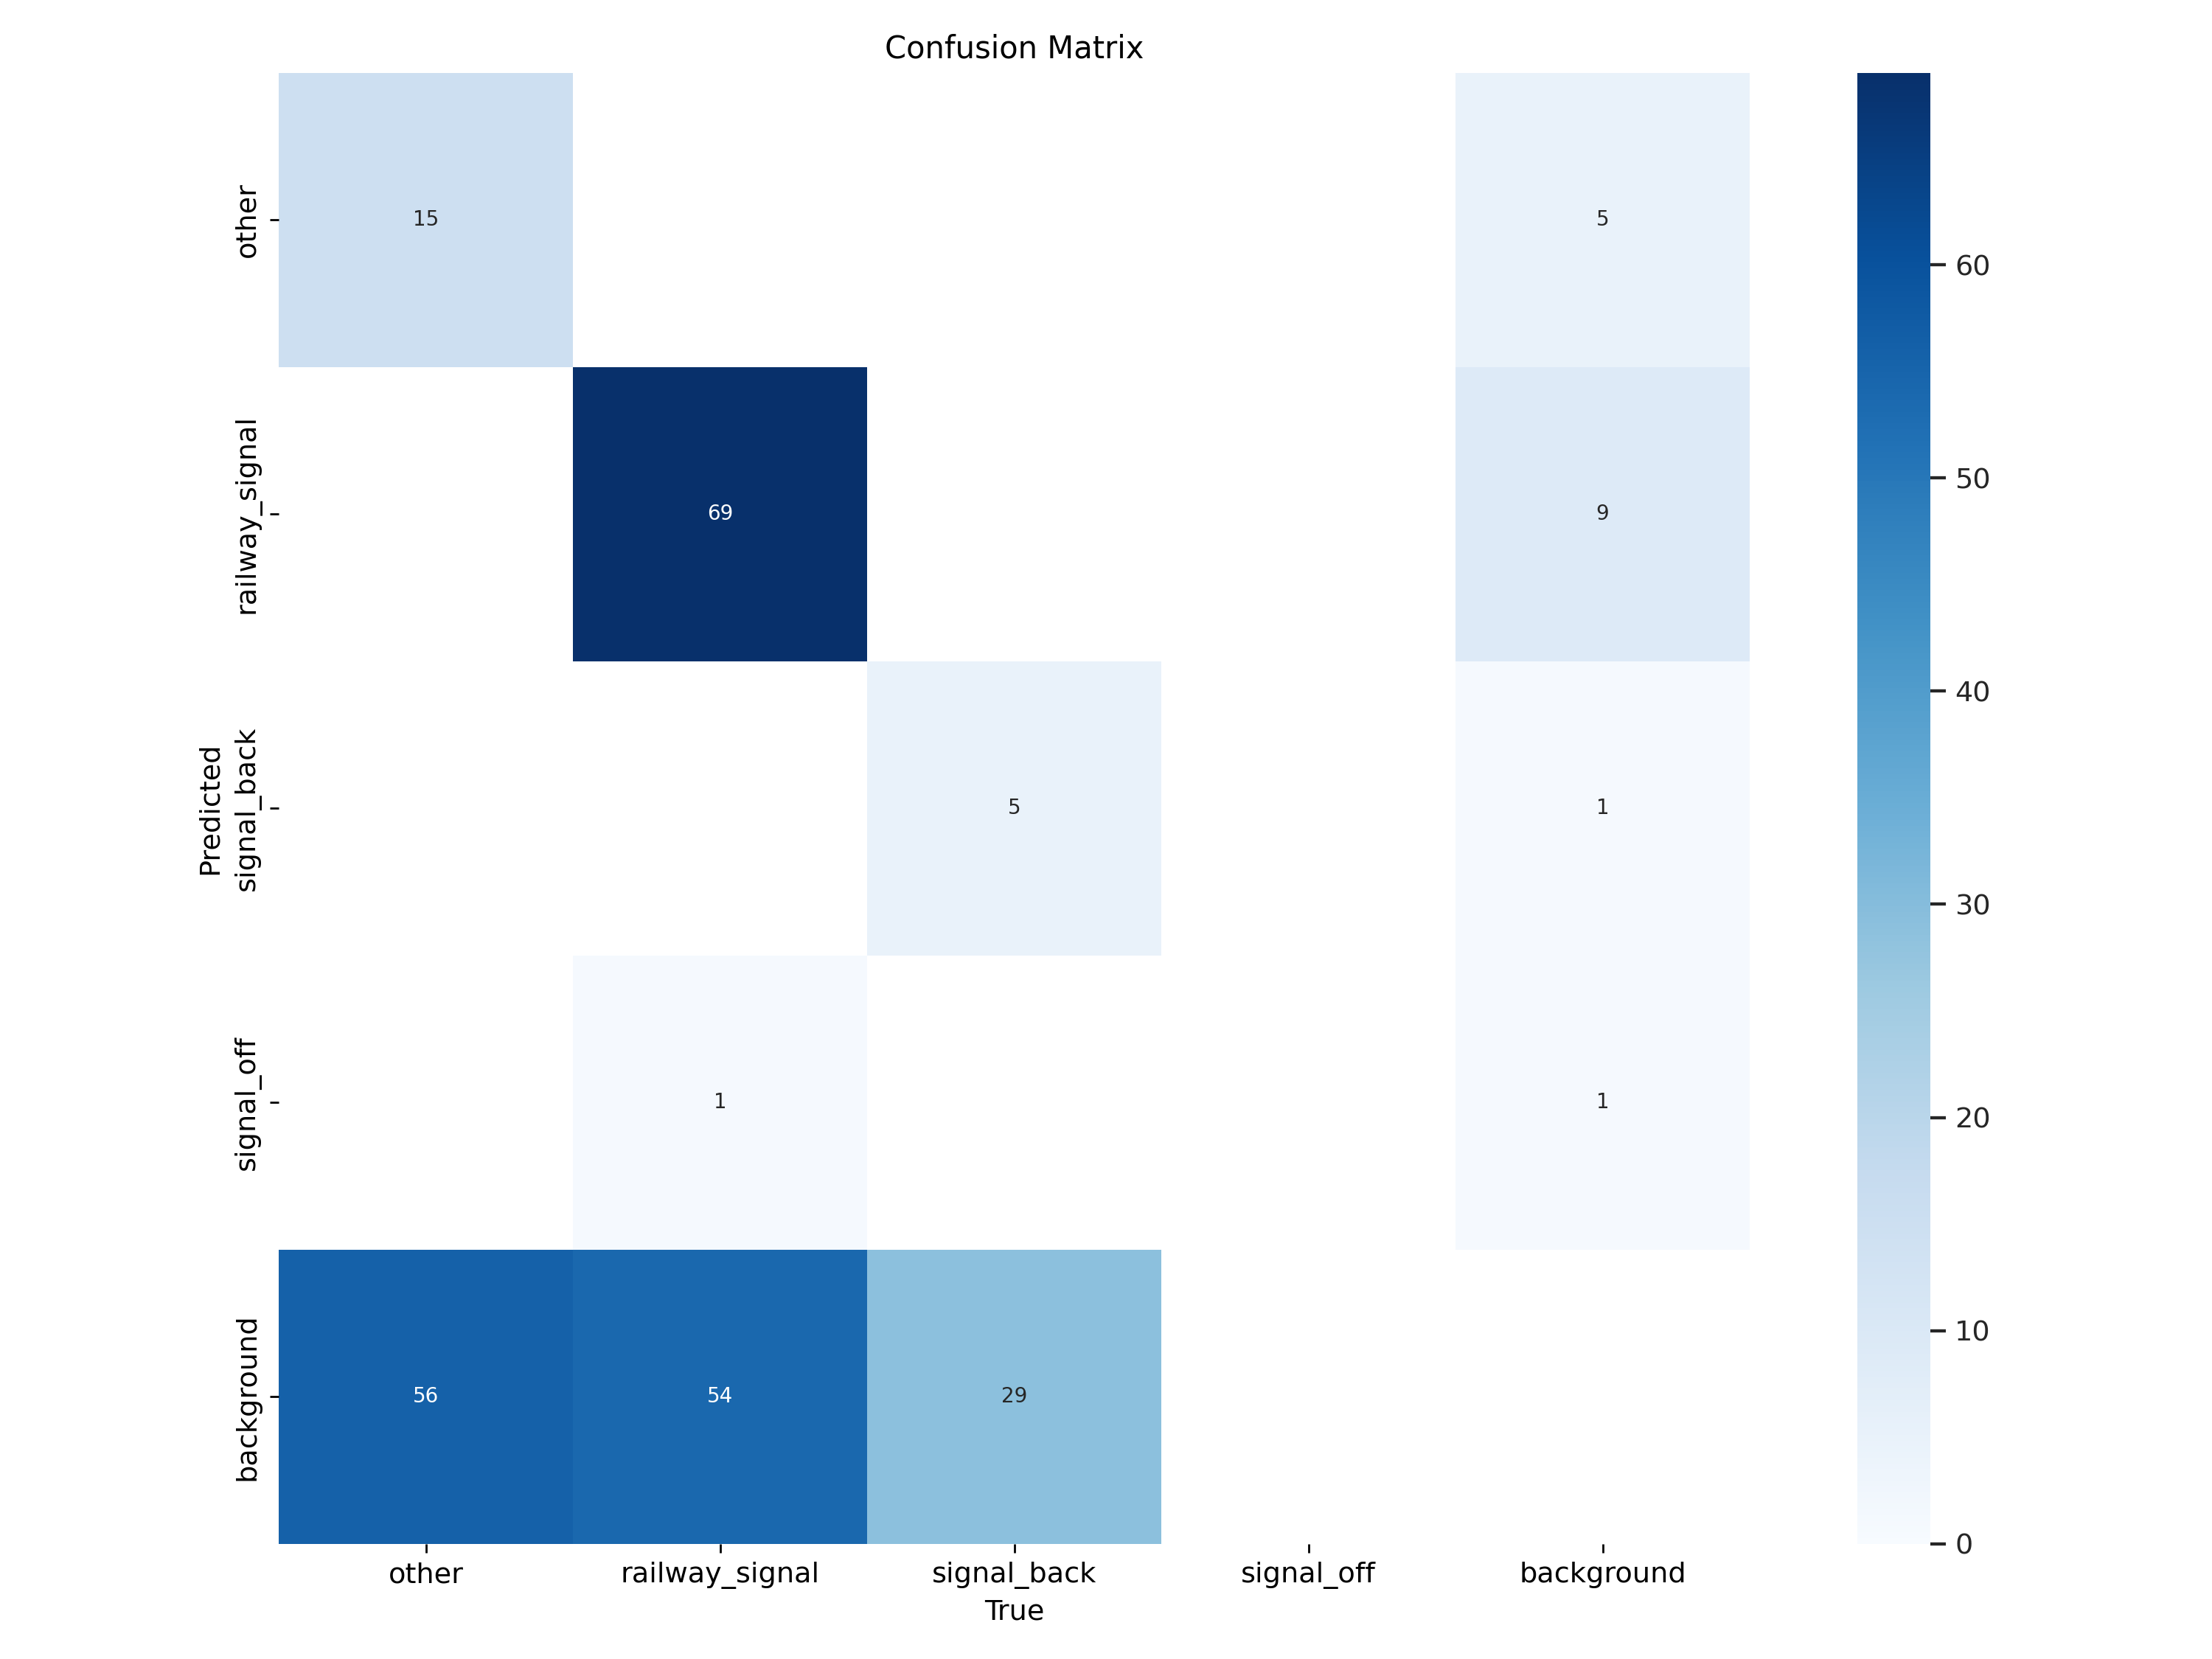 Confusion Matrix
other
15
5
railway_signal
69
9
Predicted
signal_back
5
1
signal_off
1
1
background
56
54
29
other
railway_signal
signal_back
signal_off
background
True
60
50
40
30
20
10
0